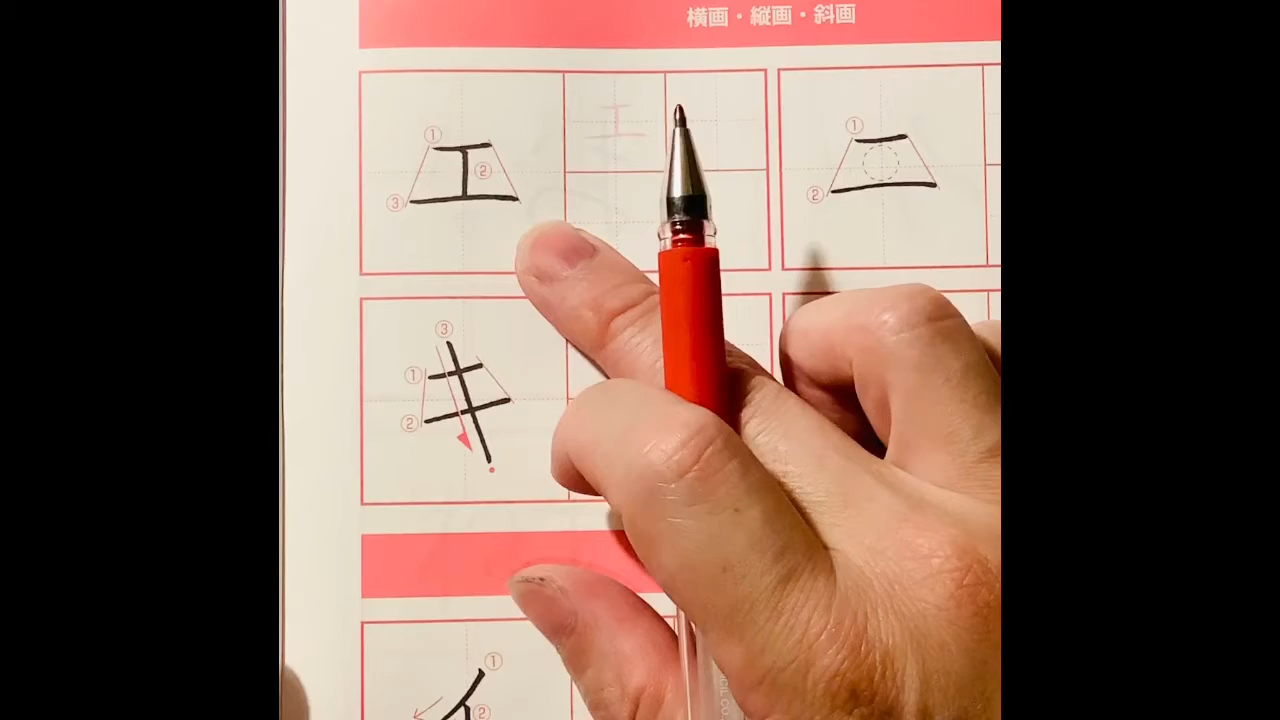 横画・縦画・斜画
① ② ③ エ
エ
① ② ニ
③ ① ② キ
① ② イ